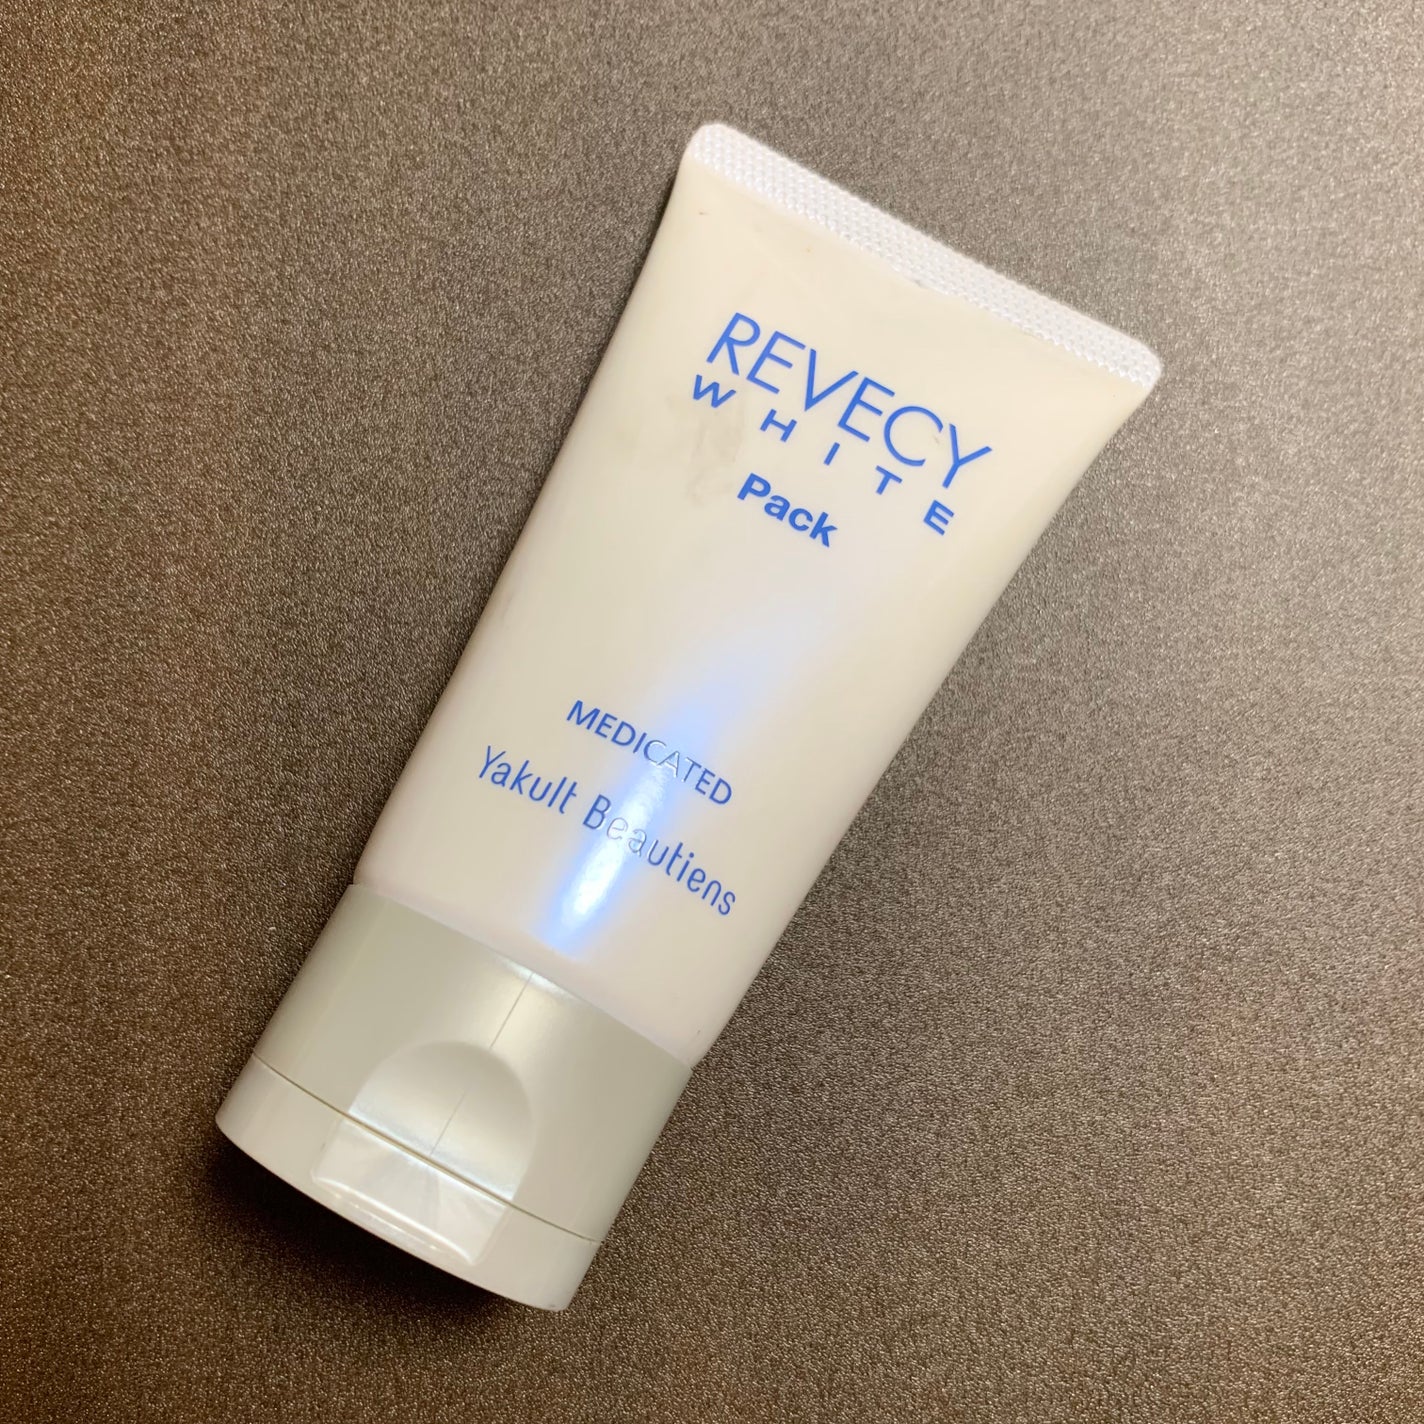 REVECY
WHITE
Pack
MEDICATED
Yakult Beautiens